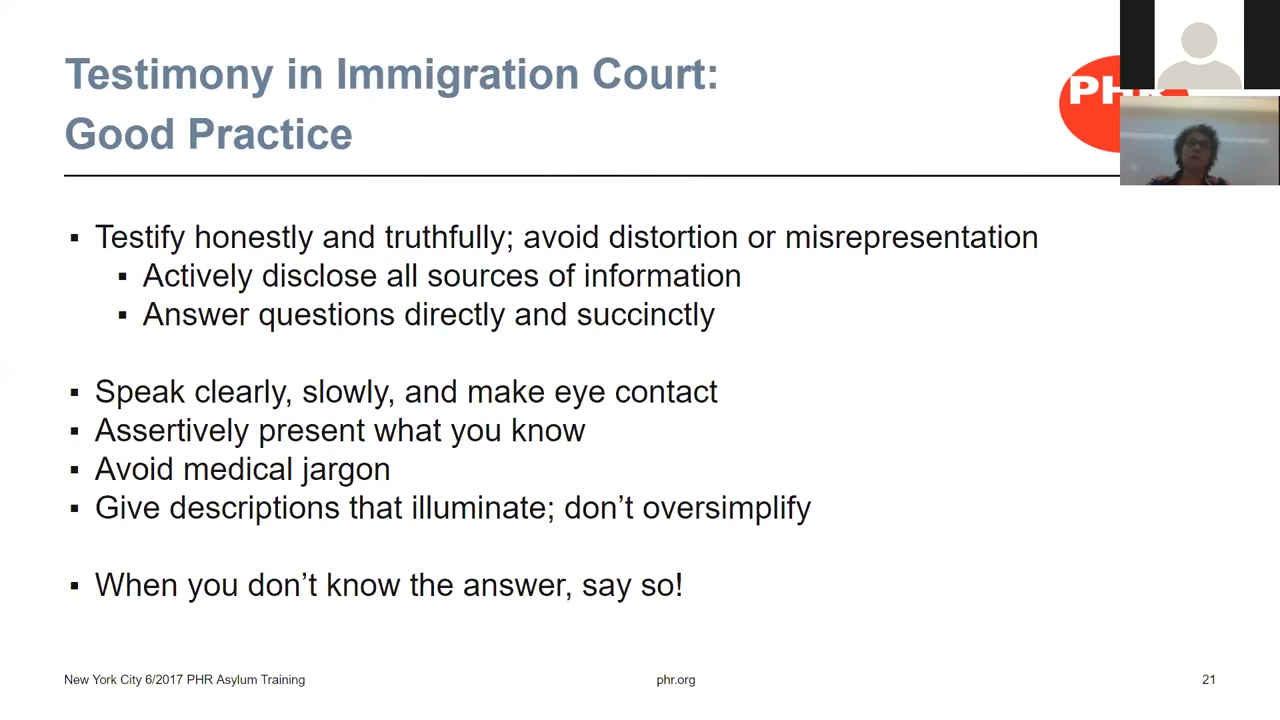 Testimony in Immigration Court:
Good Practice
PHR
▪ Testify honestly and truthfully; avoid distortion or misrepresentation
▪ Actively disclose all sources of information
▪ Answer questions directly and succinctly
▪ Speak clearly, slowly, and make eye contact
▪ Assertively present what you know
▪ Avoid medical jargon
▪ Give descriptions that illuminate; don’t oversimplify
▪ When you don’t know the answer, say so!
New York City 6/2017 PHR Asylum Training
phr.org
21